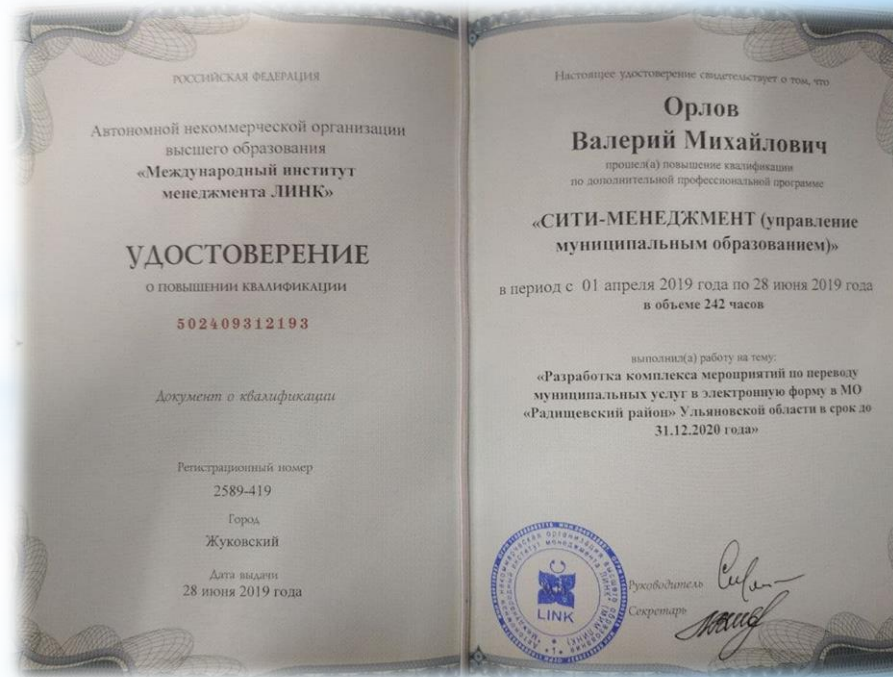 РОССИЙСКАЯ ФЕДЕРАЦИЯ
Автономной некоммерческой организации
высшего образования
«Международный институт
менеджмента ЛИНК»
УДОСТОВЕРЕНИЕ
О ПОВЫШЕНИИ КВАЛИФИКАЦИИ
502409312193
Документ о квалификации
Регистрационный номер
2589-419
Город
Жуковский
Дата выдачи
28 июня 2019 года
Настоящее удостоверение свидетельствует о том, что
Орлов
Валерий Михайлович
прошел(а) повышение квалификации
по дополнительной профессиональной программе
«СИТИ-МЕНЕДЖМЕНТ (управление
муниципальным образованием)»
в период с 01 апреля 2019 года по 28 июня 2019 года
в объеме 242 часов
выполнил(а) работу на тему:
«Разработка комплекса мероприятий по переводу
муниципальных услуг в электронную форму в МО
«Радищевский район» Ульяновской области в срок до
31.12.2020 года»
Руководитель
Секретарь
LINK